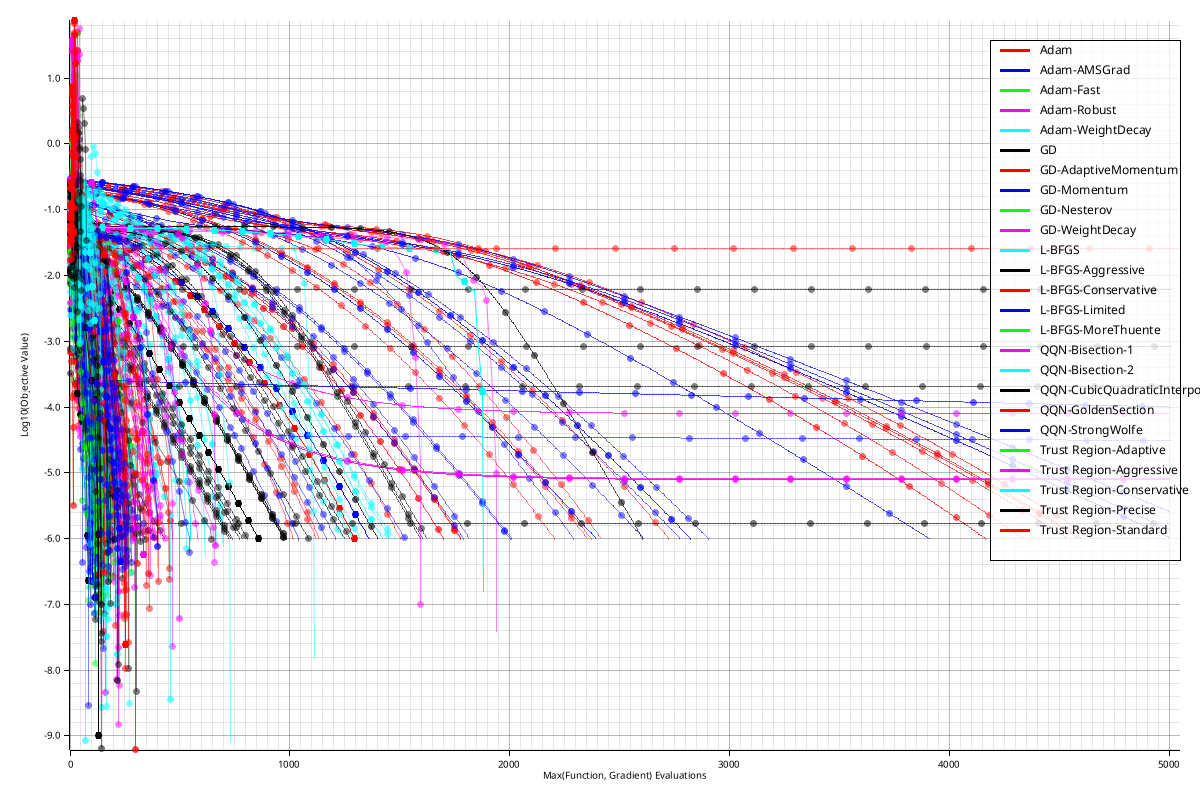 1.0
0.0
-1.0
-2.0
-3.0
-4.0
-5.0
-6.0
-7.0
-8.0
-9.0
Log10(Objective Value)
0
1000
2000
3000
4000
5000
Max(Function, Gradient) Evaluations
Adam
Adam-AMSGrad
Adam-Fast
Adam-Robust
Adam-WeightDecay
GD
GD-AdaptiveMomentum
GD-Momentum
GD-Nesterov
GD-WeightDecay
L-BFGS
L-BFGS-Aggressive
L-BFGS-Conservative
L-BFGS-Limited
L-BFGS-MoreThuente
QQN-Bisection-1
QQN-Bisection-2
QQN-CubicQuadraticInterpo
QQN-GoldenSection
QQN-StrongWolfe
Trust Region-Adaptive
Trust Region-Aggressive
Trust Region-Conservative
Trust Region-Precise
Trust Region-Standard